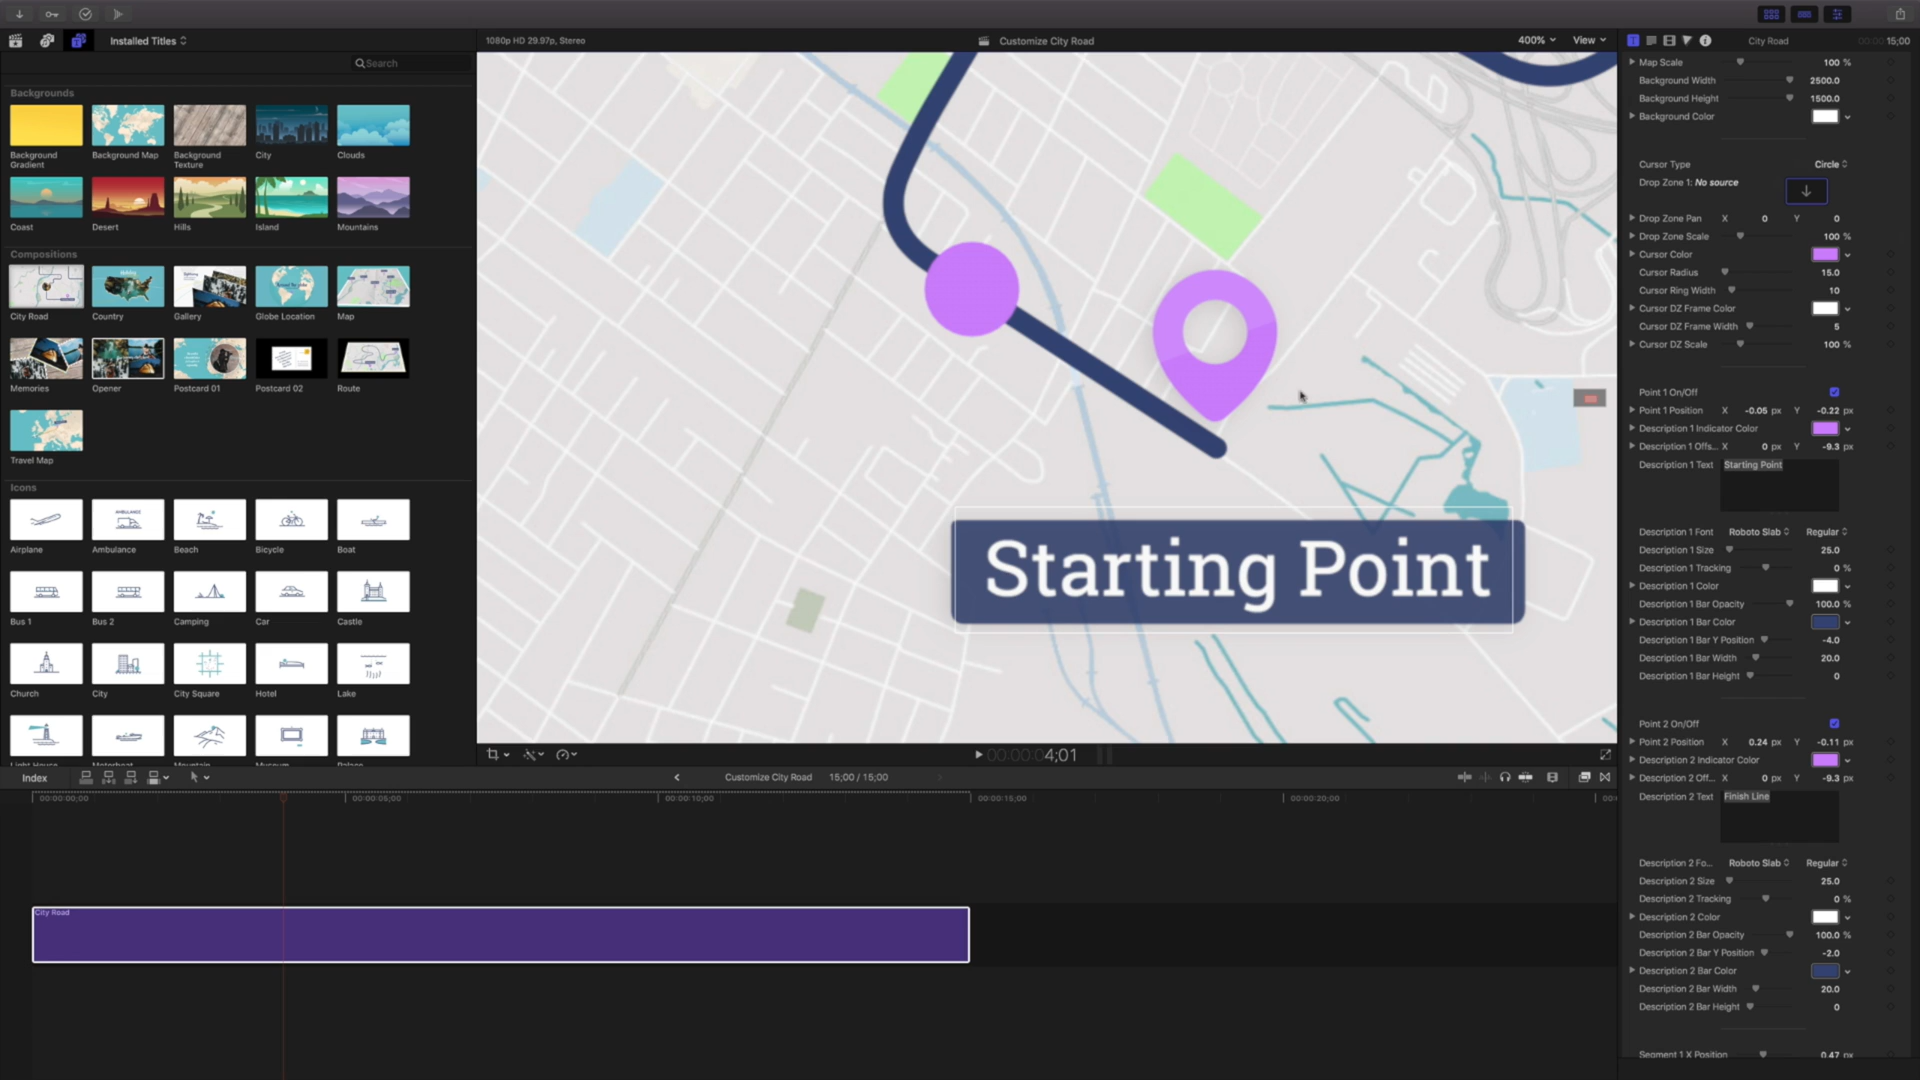 Installed Titles
1080p HD 29.97p, Stereo
Customize City Road
400%
View
City Road
15;00
Search
Backgrounds
Background Gradient
Background Map
Background Texture
City
Clouds
Coast
Desert
Hills
Island
Mountains
Compositions
City Road
Country
Gallery
Globe Location
Map
Memories
Opener
Postcard 01
Postcard 02
Route
Travel Map
Icons
Airplane
AMBULANCE
Ambulance
Beach
Bicycle
Boat
Bus 1
Bus 2
Camping
Car
Castle
Church
City
City Square
Hotel
Lake
Starting Point
00:00:04;01
Map Scale 100 %
Background Width 2500.0
Background Height 1500.0
Background Color
Cursor Type Circle
Drop Zone 1: No source
Drop Zone Pan X 0 Y 0
Drop Zone Scale 100 %
Cursor Color
Cursor Radius 15.0
Cursor Ring Width 10
Cursor DZ Frame Color
Cursor DZ Frame Width 5
Cursor DZ Scale 100 %
Point 1 On/Off
Point 1 Position X -0.05 px Y -0.22 px
Description 1 Indicator Color
Description 1 Offs... X 0 px Y -9.3 px
Description 1 Text Starting Point
Description 1 Font Roboto Slab Regular
Description 1 Size 25.0
Description 1 Tracking 0 %
Description 1 Color
Description 1 Bar Opacity 100.0 %
Description 1 Bar Color
Description 1 Bar Y Position -4.0
Description 1 Bar Width 20.0
Description 1 Bar Height 0
Point 2 On/Off
Point 2 Position X 0.24 px Y -0.11 px
Description 2 Indicator Color
Description 2 Off... X 0 px Y -9.3 px
Description 2 Text Finish Line
Description 2 Fo... Roboto Slab Regular
Description 2 Size 25.0
Description 2 Tracking 0 %
Description 2 Color
Description 2 Bar Opacity 100.0 %
Description 2 Bar Y Position -2.0
Description 2 Bar Color
Description 2 Bar Width 20.0
Description 2 Bar Height 0
Segment 1 X Position 0.47 px
Index
Customize City Road
15;00 / 15;00
00:00:00;00
00:00:05;00
00:00:10;00
00:00:15;00
00:00:20;00
City Road